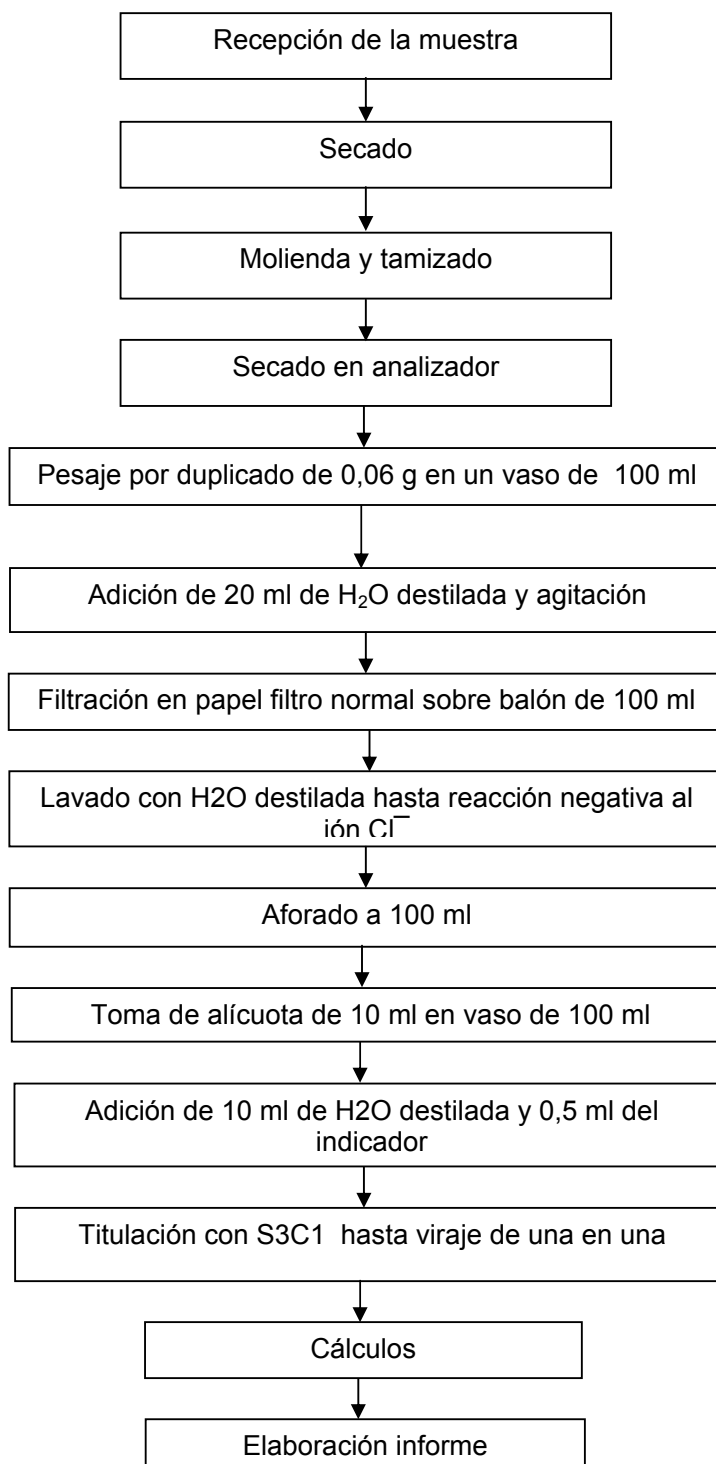 Recepción de la muestra
Secado
Molienda y tamizado
Secado en analizador
Pesaje por duplicado de 0,06 g en un vaso de 100 ml
Adición de 20 ml de H₂O destilada y agitación
Filtración en papel filtro normal sobre balón de 100 ml
Lavado con H2O destilada hasta reacción negativa al
ión Cl¯
Aforado a 100 ml
Toma de alícuota de 10 ml en vaso de 100 ml
Adición de 10 ml de H2O destilada y 0,5 ml del
indicador
Titulación con S3C1 hasta viraje de una en una
Cálculos
Elaboración informe